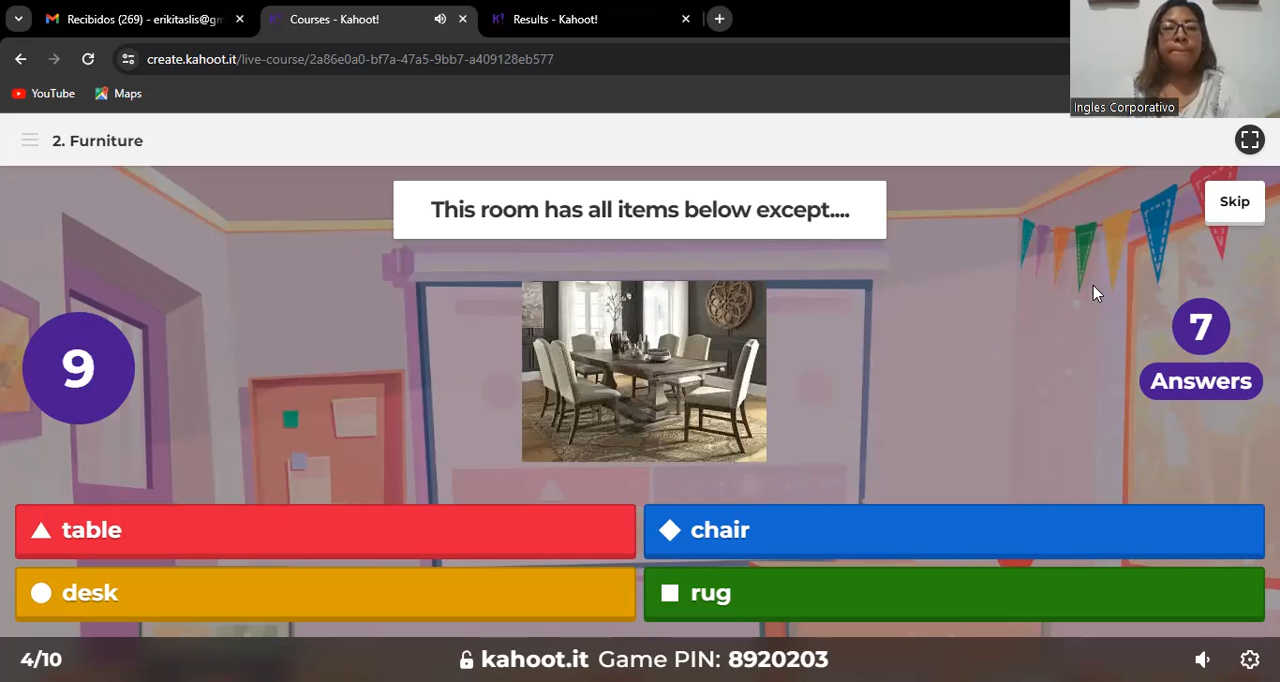 Recibidos (269) - erikitaslis@gm
Courses - Kahoot!
K! Results - Kahoot!
create.kahoot.it/live-course/2a86e0a0-bf7a-47a5-9bb7-a409128eb577
YouTube
Maps
Ingles Corporativo
2. Furniture
This room has all items below except....
Skip
9
7
Answers
table
chair
desk
rug
4/10
kahoot.it Game PIN: 8920203